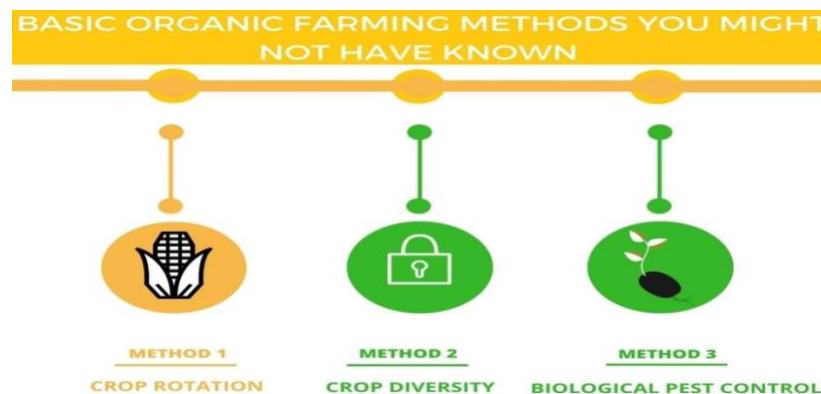 BASIC ORGANIC FARMING METHODS YOU MIGHT
NOT HAVE KNOWN
METHOD 1
CROP ROTATION
METHOD 2
CROP DIVERSITY
METHOD 3
BIOLOGICAL PEST CONTROL